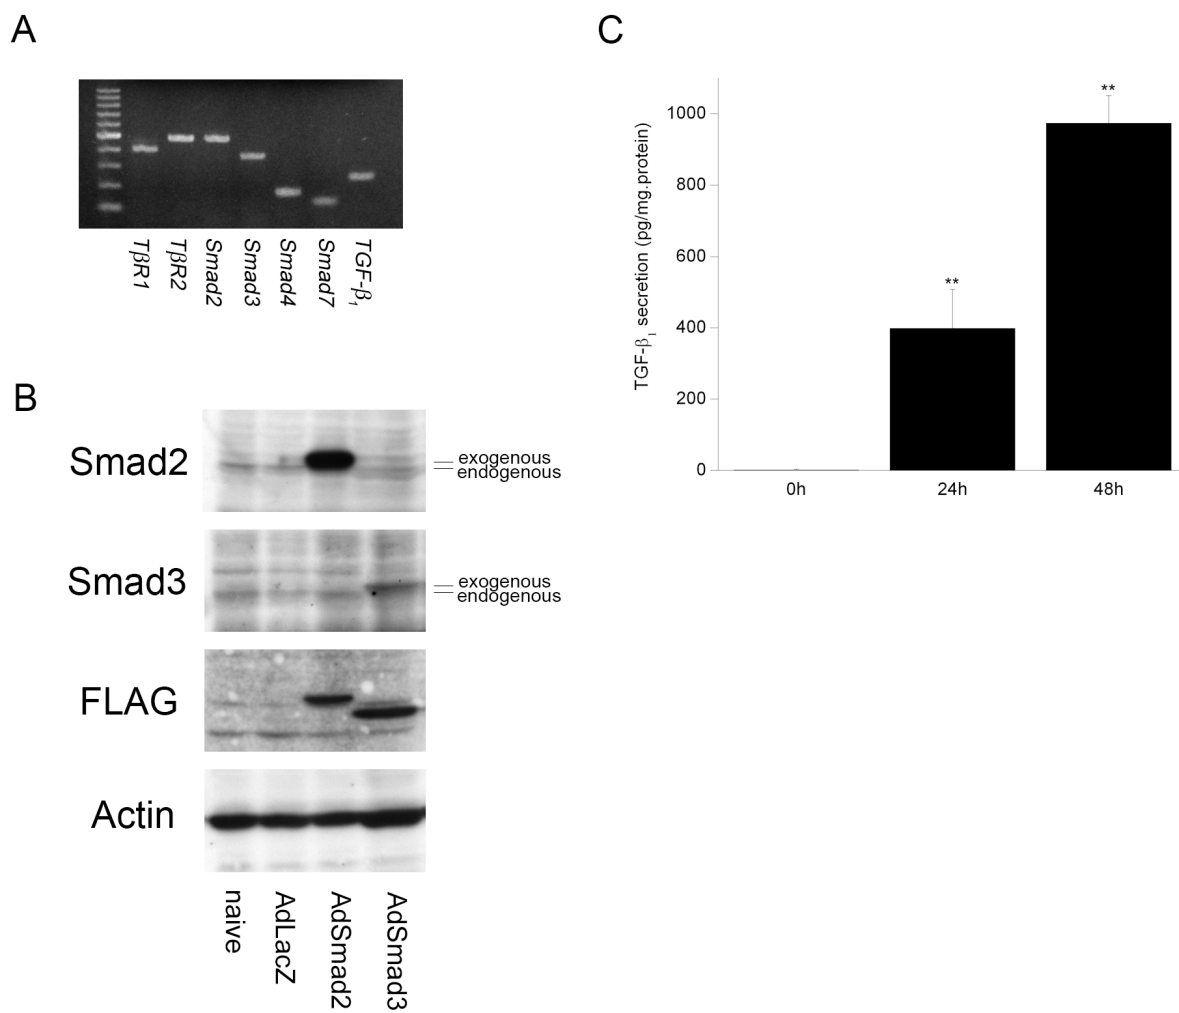 A
TβR1
TβR2
Smad2
Smad3
Smad4
Smad7
TGF-β1
B
Smad2
exogenous
endogenous
Smad3
exogenous
endogenous
FLAG
Actin
naive
AdLacZ
AdSmad2
AdSmad3
C
TGF-β1 secretion (pg/mg.protein)
1000
800
600
400
200
0
**
**
0h
24h
48h